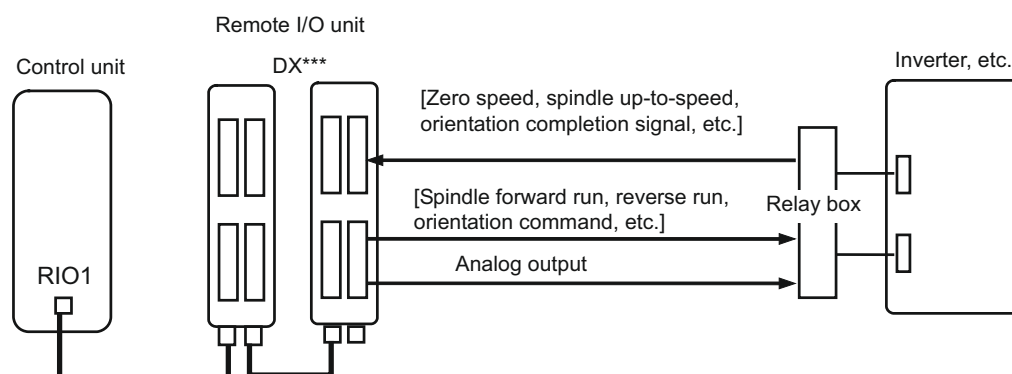 Remote I/O unit
Control unit
DX***
Inverter, etc.
[Zero speed, spindle up-to-speed,
orientation completion signal, etc.]
[Spindle forward run, reverse run,
orientation command, etc.]
Relay box
Analog output
RIO1